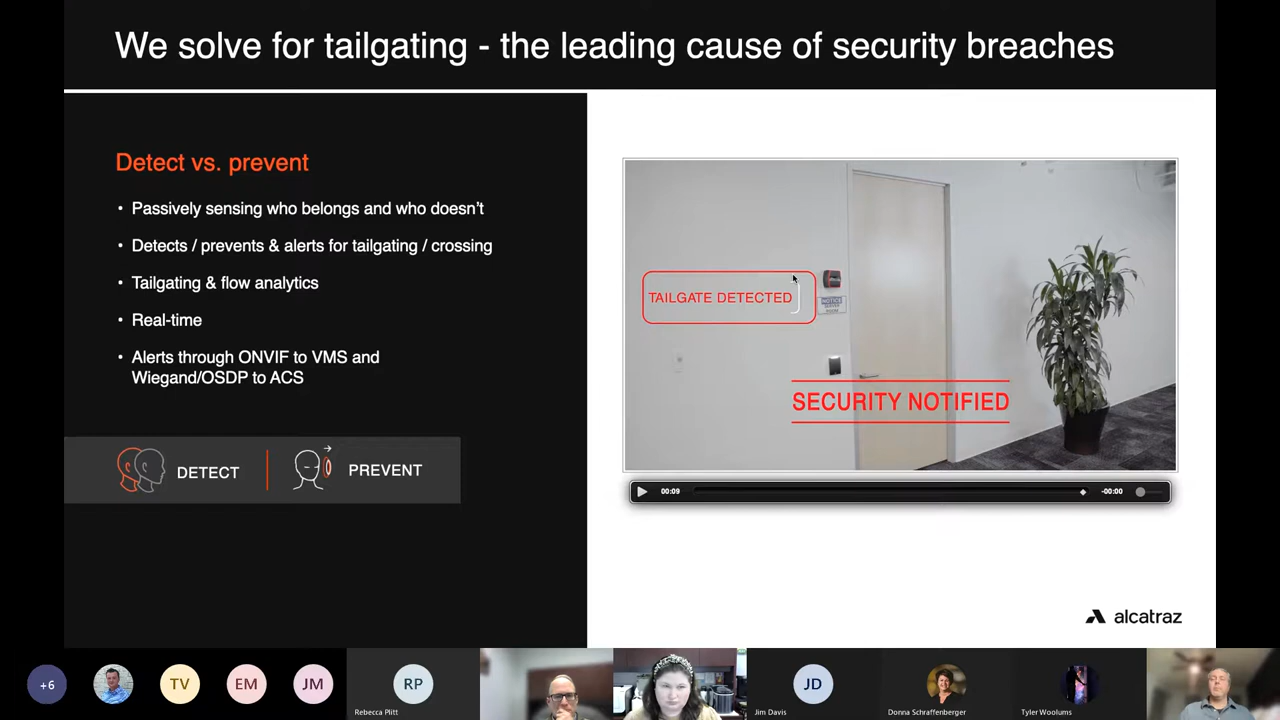 We solve for tailgating - the leading cause of security breaches
Detect vs. prevent
• Passively sensing who belongs and who doesn't
• Detects / prevents & alerts for tailgating / crossing
• Tailgating & flow analytics
• Real-time
• Alerts through ONVIF to VMS and
Wiegand/OSDP to ACS
DETECT
PREVENT
TAILGATE DETECTED
SECURITY NOTIFIED
00:09
-00:00
alcatraz
+6
TV
EM
JM
RP
Rebecca Plitt
JD
Jim Davis
Donna Schraffenberger
Tyler Woolums